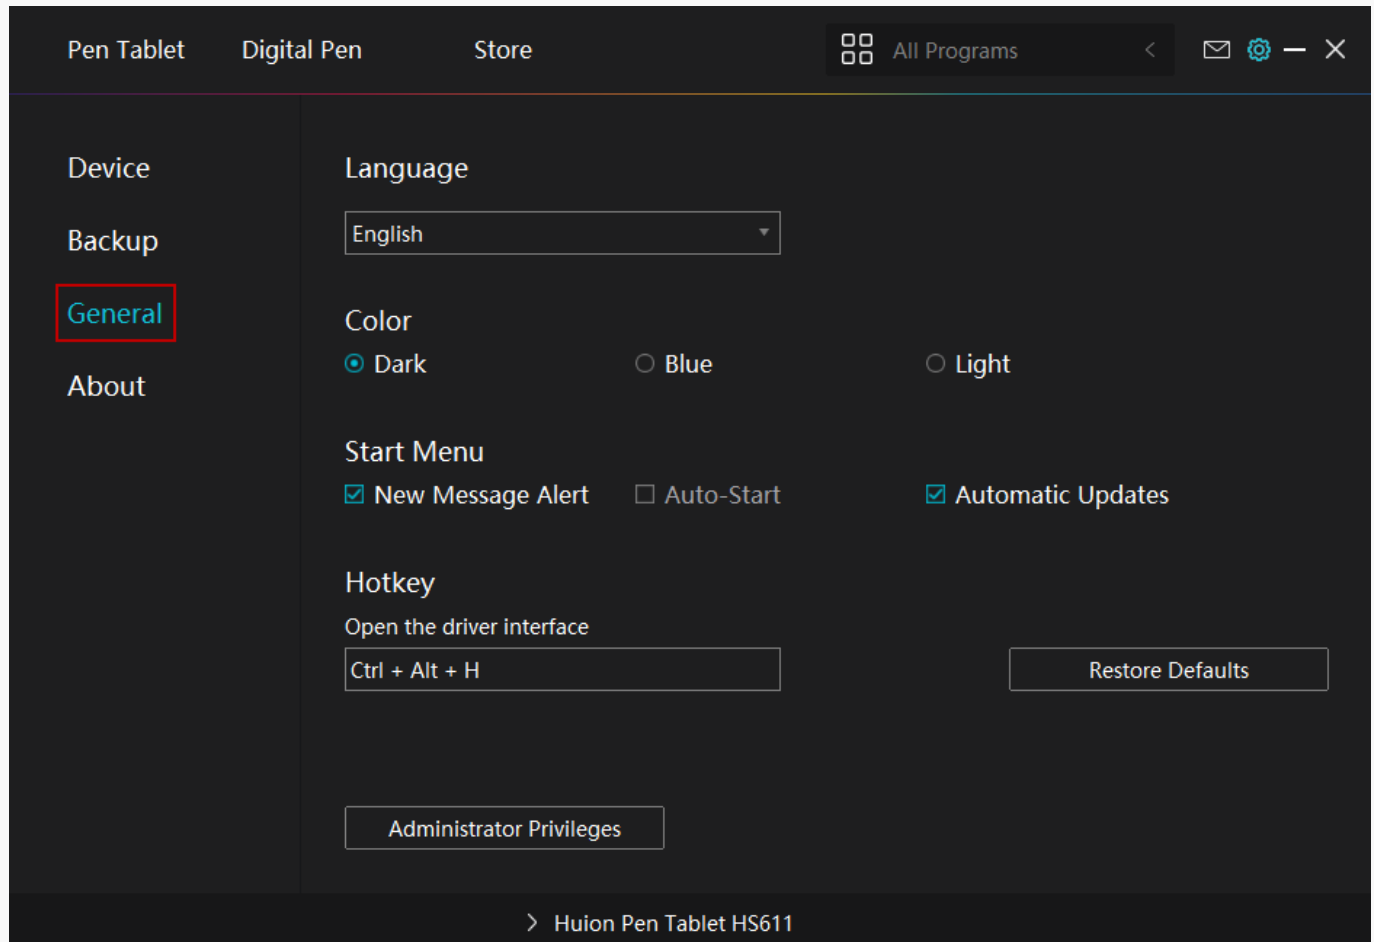 Pen Tablet Digital Pen Store All Programs
Device
Backup
General
About
Language
English
Color
Dark Blue Light
Start Menu
New Message Alert Auto-Start Automatic Updates
Hotkey
Open the driver interface
Ctrl + Alt + H Restore Defaults
Administrator Privileges
Huion Pen Tablet HS611